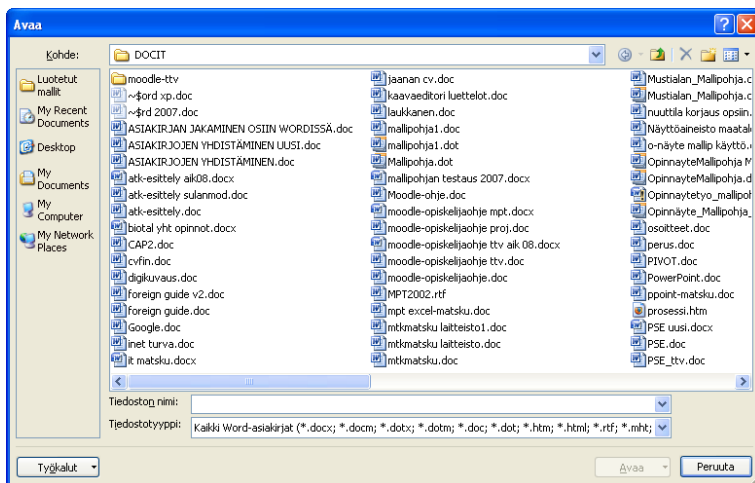 Avaa
Kohde:
DOCIT
Luotetut
mallit
My Recent
Documents
Desktop
My
Documents
My
Computer
My Network
Places
moodle-ttv
~$ord xp.doc
~$rd 2007.doc
ASIAKIRJAN JAKAMINEN OSIIN WORDISSÄ.doc
ASIAKIRJOJEN YHDISTÄMINEN UUSI.doc
ASIAKIRJOJEN YHDISTÄMINEN.doc
atk-esittely aik08.docx
atk-esittely sulanmod.doc
atk-esittely.doc
biotal yht opinnot.docx
CAP2.doc
cvfin.doc
digikuvaus.doc
foreign guide v2.doc
foreign guide.doc
Google.doc
inet turva.doc
it matsku.docx
jaanan cv.doc
kaavaeditori luettelot.doc
laukkanen.doc
mallipohja1.doc
mallipohja1.dot
Mallipohja.dot
mallipohjan testaus 2007.docx
Moodle-ohje.doc
moodle-opiskelijaohje mpt.docx
moodle-opiskelijaohje proj.doc
moodle-opiskelijaohje ttv aik 08.docx
moodle-opiskelijaohje ttv.doc
moodle-opiskelijaohje.doc
MPT2002.rtf
mpt excel-matsku.doc
mtkmatsku laitteisto1.doc
mtkmatsku laitteisto.doc
mtkmatsku.doc
Mustialan_Mallipohja.c
Mustialan_Mallipohja.d
nuuttila korjaus opsiin.
Näyttöaineisto maatal
o-näyte mallip käyttö.
OpinnayteMallipohja M
OpinnayteMallipohja.d
Opinnaytetyo_mallipoh
Opinnäyte_Mallipohja_
osoitteet.doc
perus.doc
PIVOT.doc
PowerPoint.doc
ppoint-matsku.doc
prosessi.htm
PSE uusi.docx
PSE.doc
PSE_ttv.doc
Tiedoston nimi:
Tiedostotyyppi:
Kaikki Word-asiakirjat (*.docx; *.docm; *.dotx; *.dotm; *.doc; *.dot; *.htm; *.html; *.rtf; *.mht;
Työkalut
Avaa
Peruuta